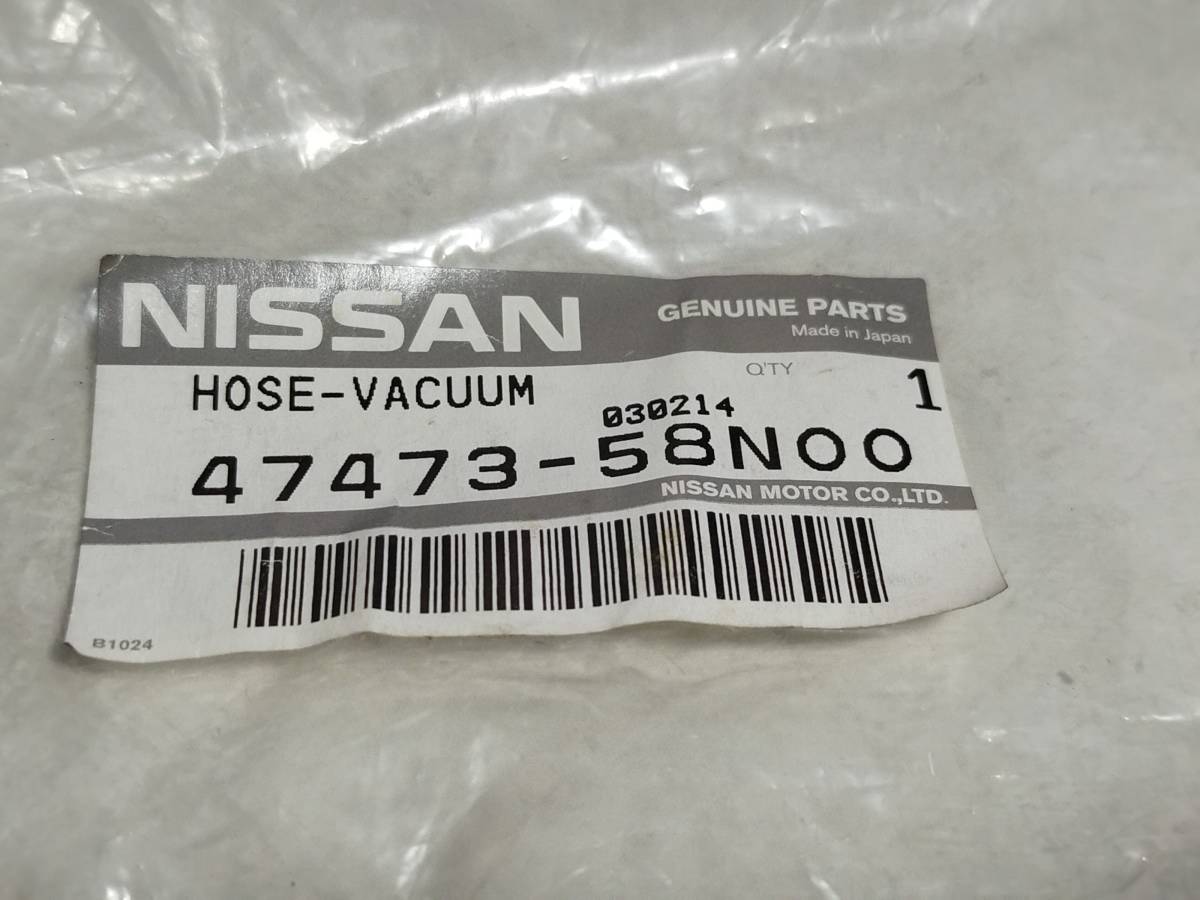 NISSAN
GENUINE PARTS
Made in Japan
HOSE-VACUUM
Q'TY
1
030214
47473-58N00
NISSAN MOTOR CO.,LTD.
B1024